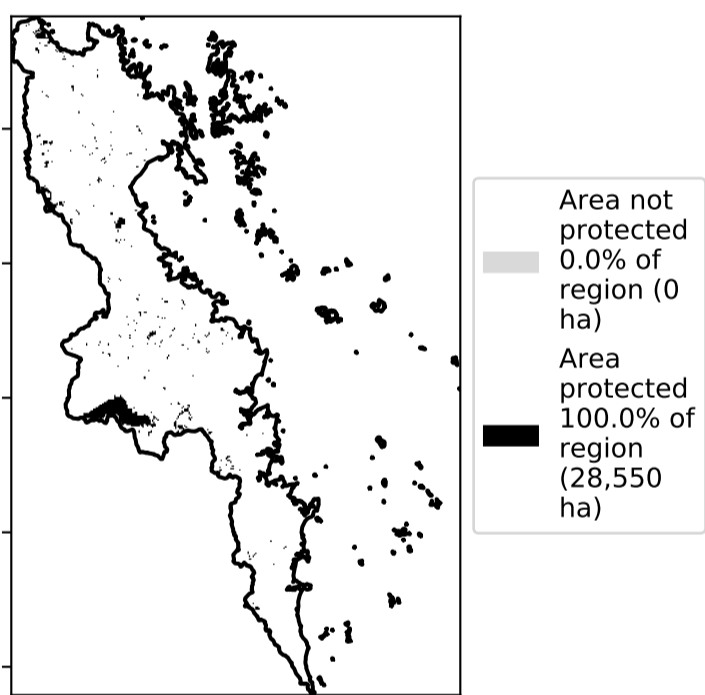 Area not
protected
0.0% of
region (0
ha)
Area
protected
100.0% of
region
(28,550
ha)